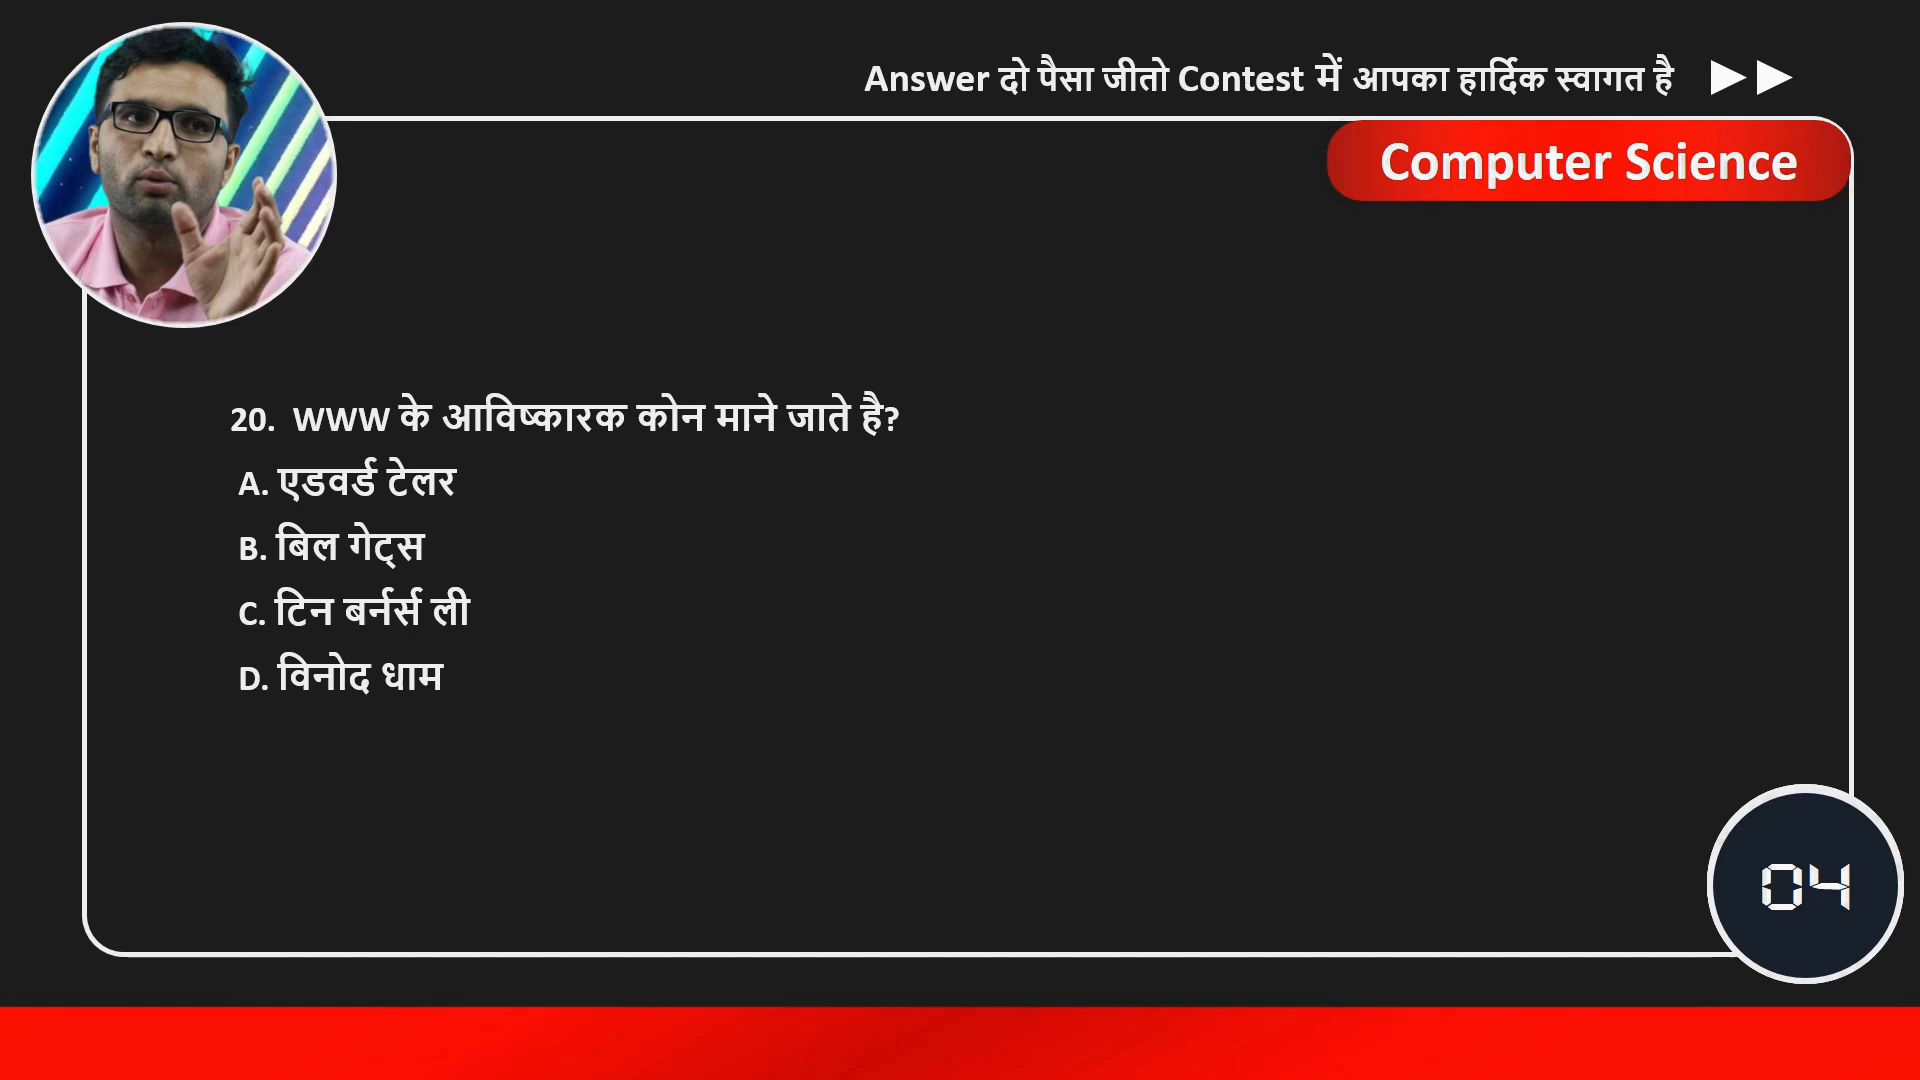 Answer दो पैसा जीतो Contest में आपका हार्दिक स्वागत है
Computer Science
20. WWW के आविष्कारक कोन माने जाते है?
A. एडवर्ड टेलर
B. बिल गेट्स
C. टिन बर्नर्स ली
D. विनोद धाम
04